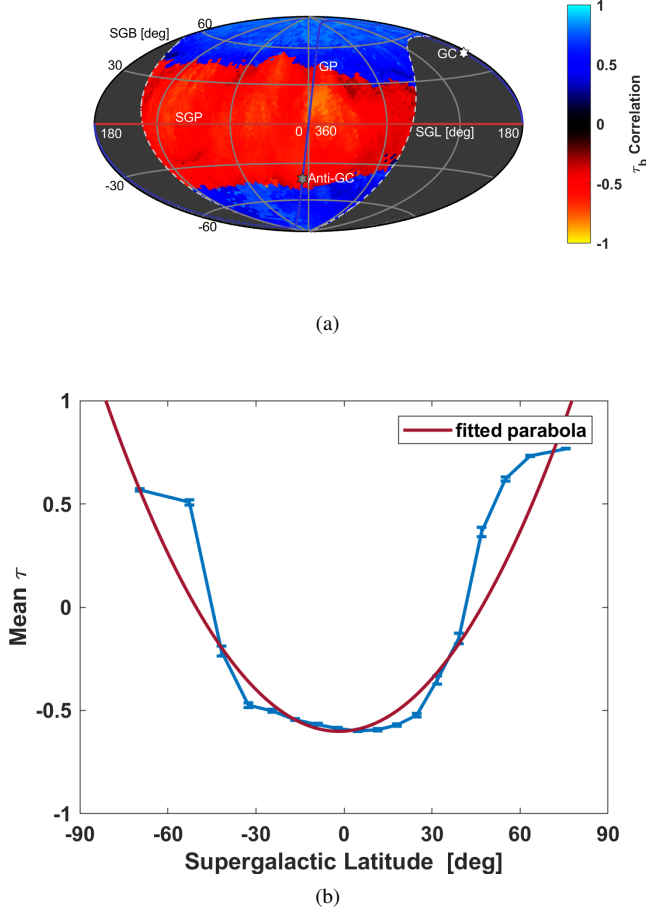 SGB [deg]
60
30
-30
-60
180
SGP
GP
0 360
SGL [deg]
180
GC
Anti-GC
1
0.5
0
-0.5
-1
τb Correlation
(a)
fitted parabola
1
0.5
0
-0.5
-1
Mean τ
-90 -60 -30 0 30 60 90
Supergalactic Latitude [deg]
(b)